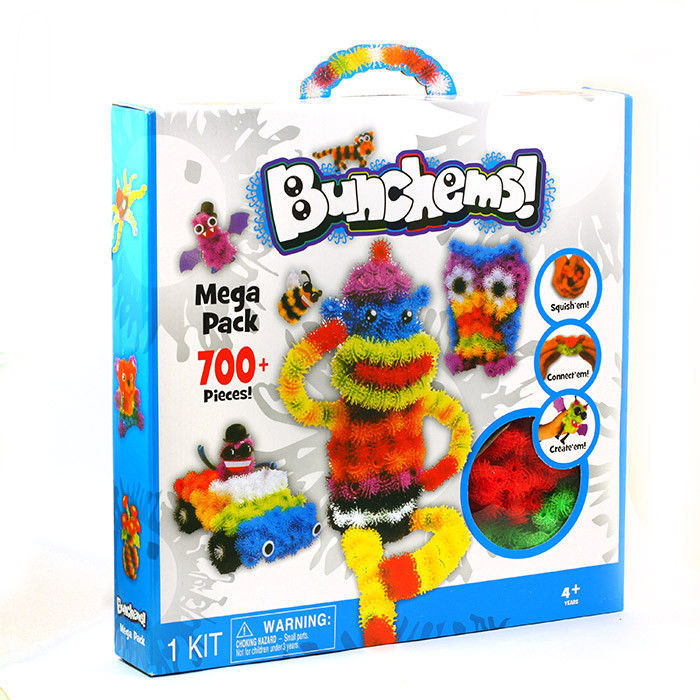 Bunchems!
Mega
Pack
700+
Pieces!
Squish'em!
Connect'em!
Create'em!
4+
YEARS
Bunchems!
Mega Pack
1 KIT
WARNING:
CHOKING HAZARD – Small parts.
Not for children under 3 years.